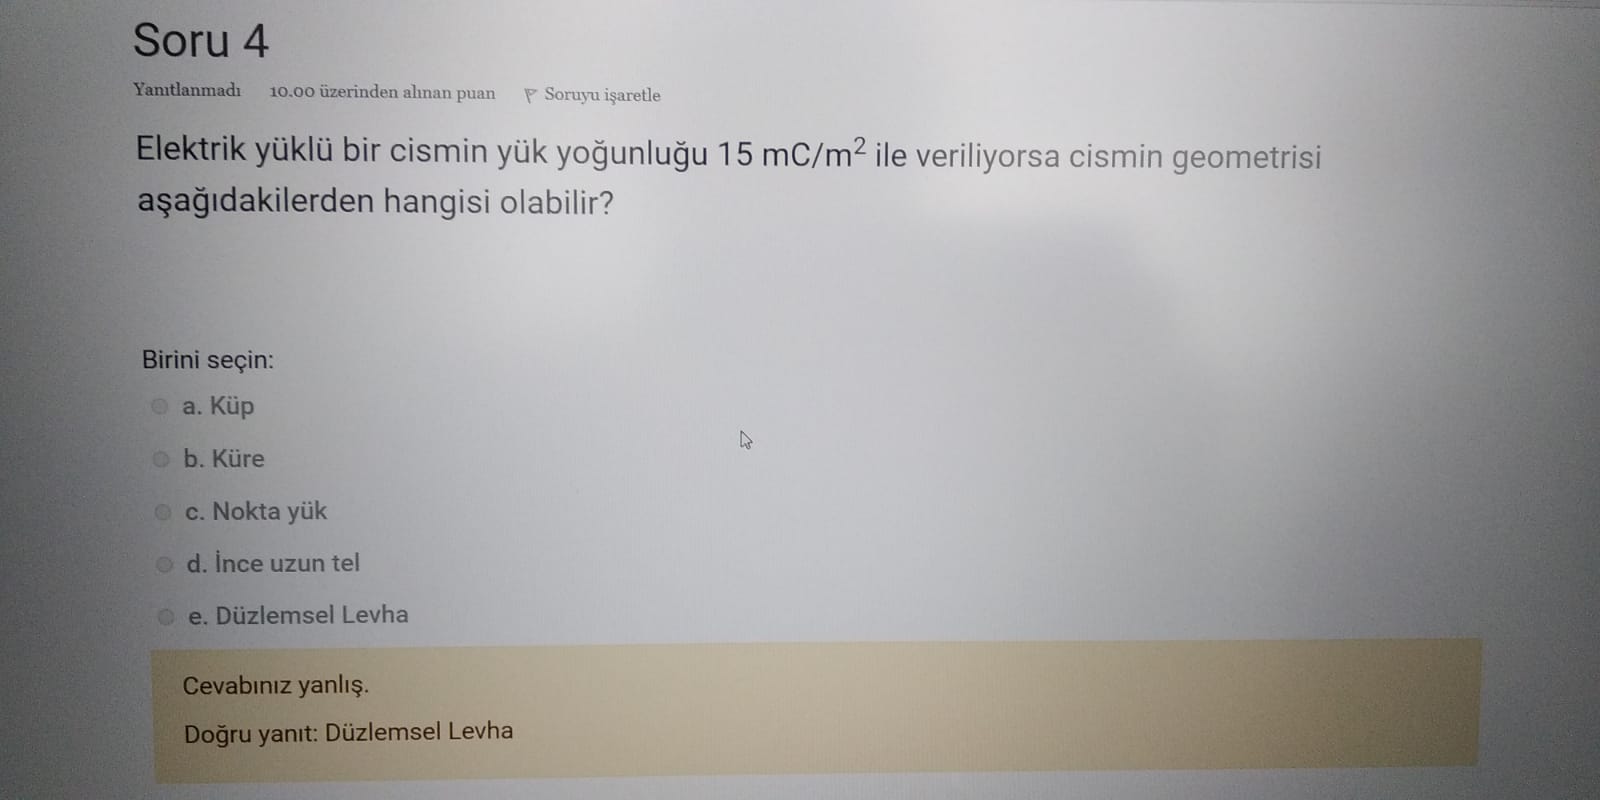 Soru 4
Yanıtlanmadı 10.00 üzerinden alınan puan Soruyu işaretle
Elektrik yüklü bir cismin yük yoğunluğu 15 mC/m² ile veriliyorsa cismin geometrisi
aşağıdakilerden hangisi olabilir?
Birini seçin:
a. Küp
b. Küre
c. Nokta yük
d. İnce uzun tel
e. Düzlemsel Levha
Cevabınız yanlış.
Doğru yanıt: Düzlemsel Levha